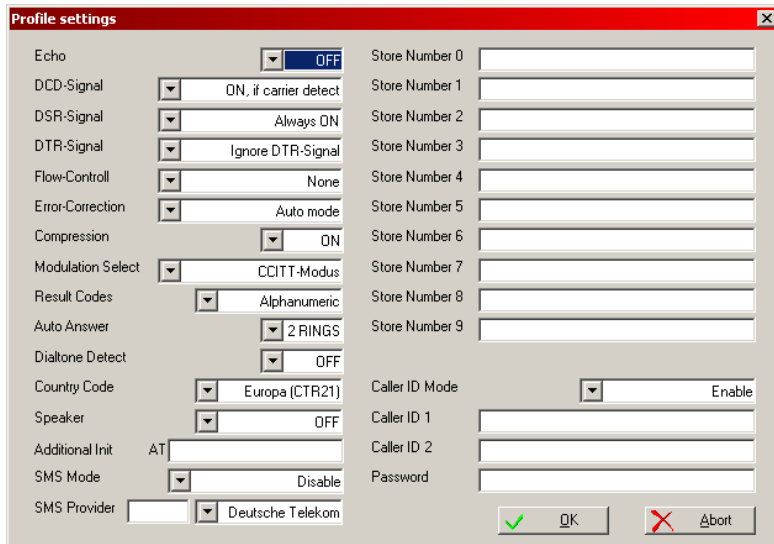 Profile settings
Echo OFF
DCD-Signal ON, if carrier detect
DSR-Signal Always ON
DTR-Signal Ignore DTR-Signal
Flow-Controll None
Error-Correction Auto mode
Compression ON
Modulation Select CCITT-Modus
Result Codes Alphanumeric
Auto Answer 2 RINGS
Dialtone Detect OFF
Country Code Europa (CTR21)
Speaker OFF
Additional Init AT
SMS Mode Disable
SMS Provider Deutsche Telekom
Store Number 0
Store Number 1
Store Number 2
Store Number 3
Store Number 4
Store Number 5
Store Number 6
Store Number 7
Store Number 8
Store Number 9
Caller ID Mode Enable
Caller ID 1
Caller ID 2
Password
OK
Abort